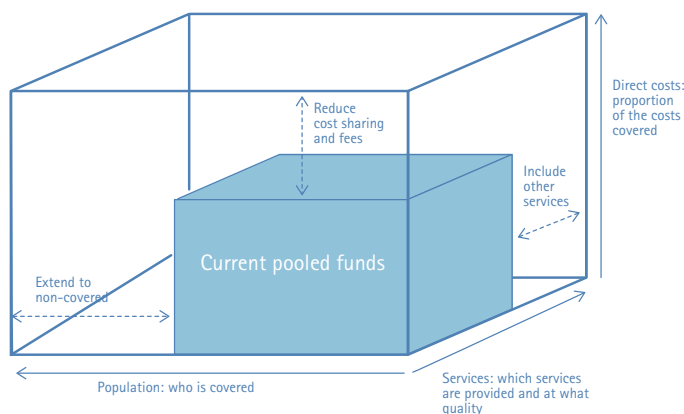 Reduce
cost sharing
and fees
Direct costs:
proportion
of the costs
covered
Include
other
services
Current pooled funds
Extend to
non-covered
Population: who is covered
Services: which services
are provided and at what
quality